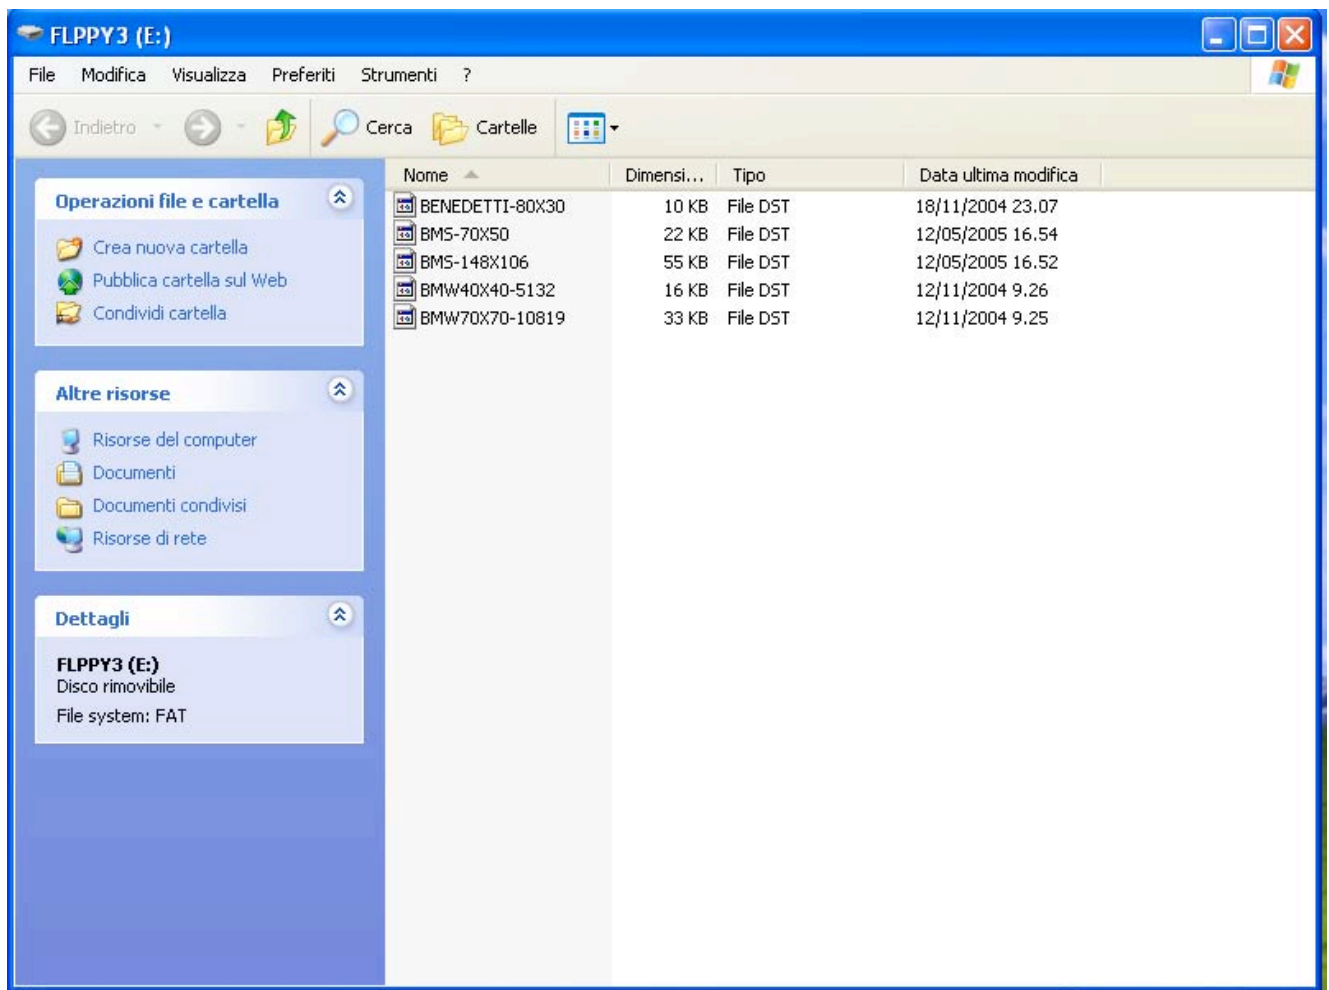 FLPPY3 (E:)
File Modifica Visualizza Preferiti Strumenti ?
Indietro Cerca Cartelle
Operazioni file e cartella
Crea nuova cartella
Pubblica cartella sul Web
Condividi cartella
Altre risorse
Risorse del computer
Documenti
Documenti condivisi
Risorse di rete
Dettagli
FLPPY3 (E:)
Disco rimovibile
File system: FAT
Nome Dimensi... Tipo Data ultima modifica
BENEDETTI-80X30 10 KB File DST 18/11/2004 23.07
BMS-70X50 22 KB File DST 12/05/2005 16.54
BMS-148X106 55 KB File DST 12/05/2005 16.52
BMW40X40-5132 16 KB File DST 12/11/2004 9.26
BMW70X70-10819 33 KB File DST 12/11/2004 9.25